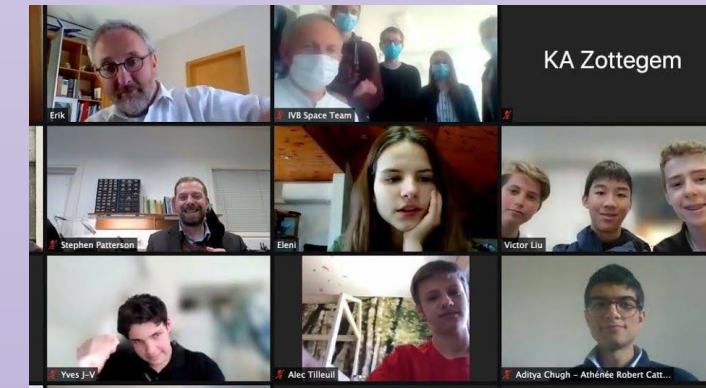 Erik
IVB Space Team
KA Zottegem
Stephen Patterson
Eleni
Victor Liu
Yves J-V
Alec Tilleuil
Aditya Chugh – Athénée Robert Catt...